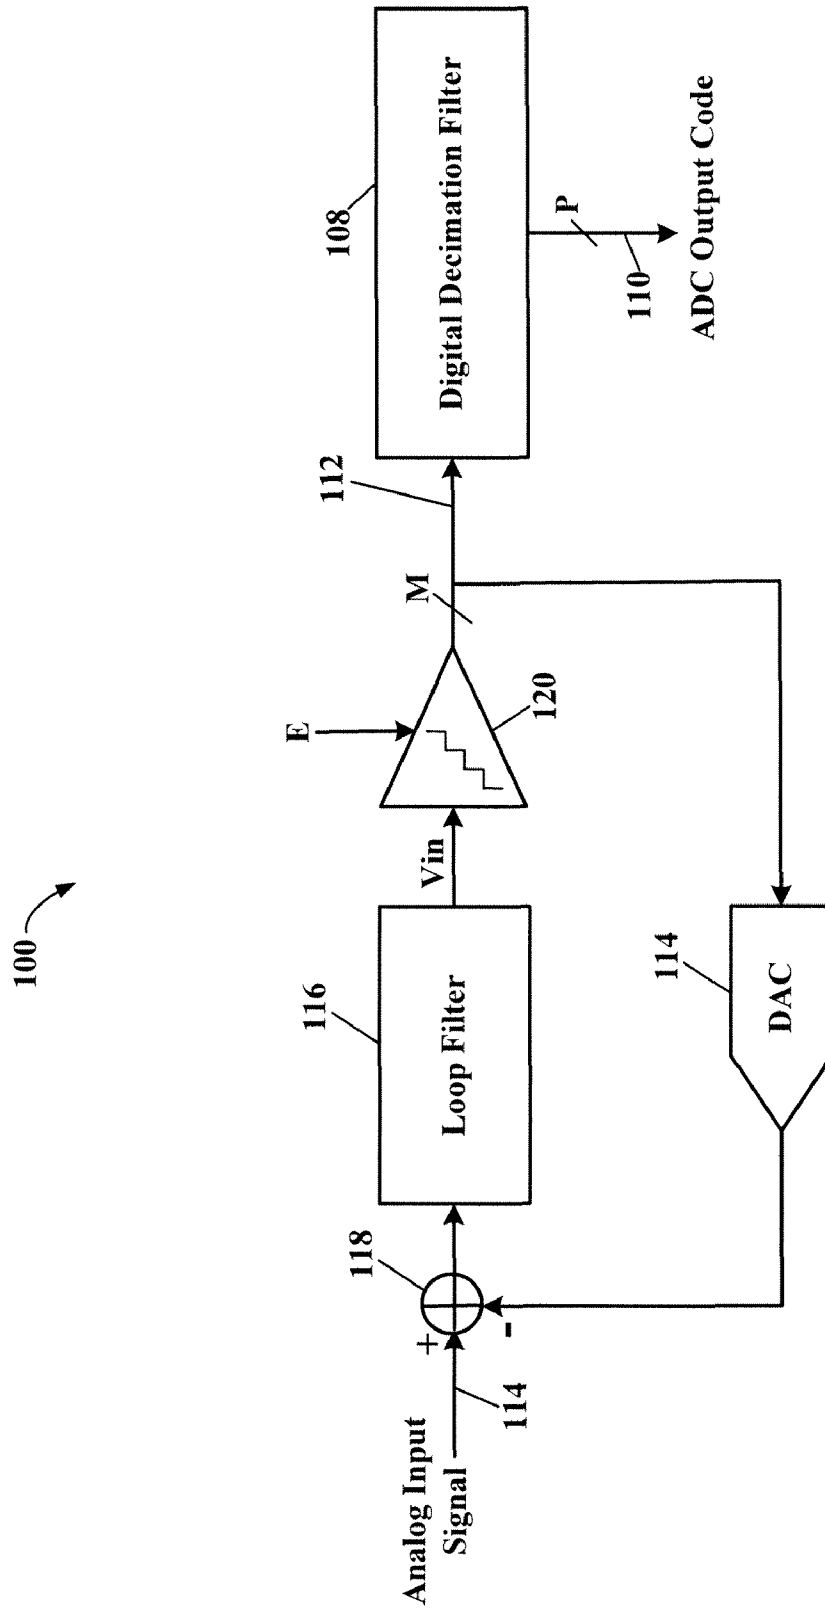 100
Analog Input
Signal
114
+
-
118
Loop Filter
116
Vin
E
120
M
112
Digital Decimation Filter
108
P
110
ADC Output Code
DAC
114